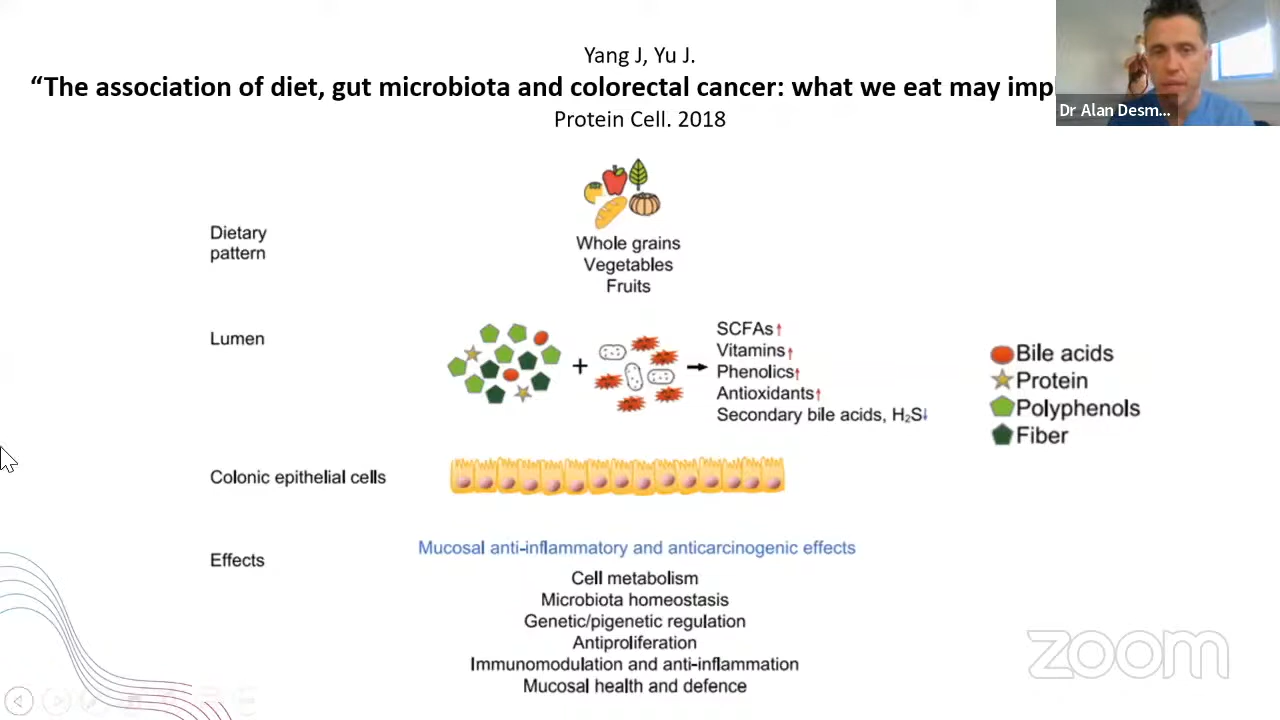 Yang J, Yu J.
“The association of diet, gut microbiota and colorectal cancer: what we eat may imp
Protein Cell. 2018
Dr Alan Desm...
Dietary
pattern
Whole grains
Vegetables
Fruits
Lumen
+
SCFAs↑
Vitamins↑
Phenolics↑
Antioxidants↑
Secondary bile acids, H₂S↓
Bile acids
Protein
Polyphenols
Fiber
Colonic epithelial cells
Effects
Mucosal anti-inflammatory and anticarcinogenic effects
Cell metabolism
Microbiota homeostasis
Genetic/pigenetic regulation
Antiproliferation
Immunomodulation and anti-inflammation
Mucosal health and defence
zoom